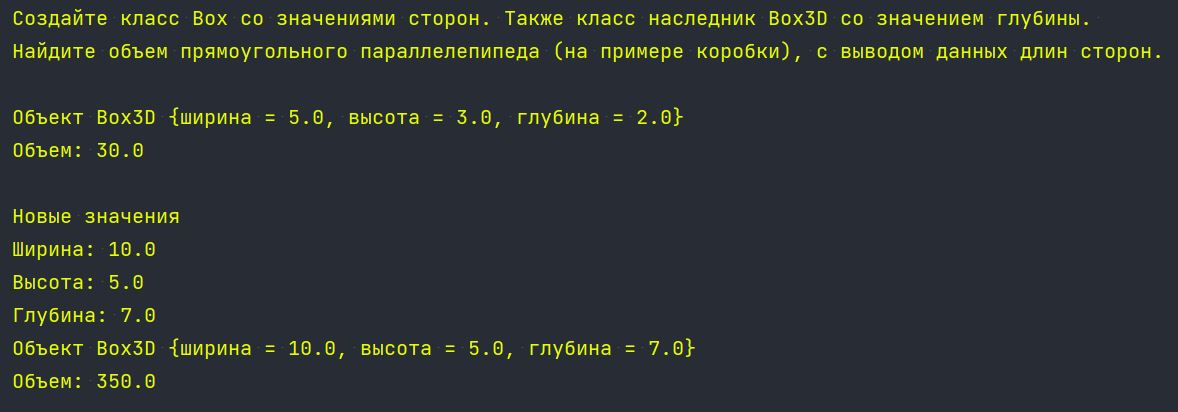 Создайте класс Box со значениями сторон. Также класс наследник Box3D со значением глубины.
Найдите объем прямоугольного параллелепипеда (на примере коробки), с выводом данных длин сторон.
Объект Box3D {ширина = 5.0, высота = 3.0, глубина = 2.0}
Объем: 30.0
Новые значения
Ширина: 10.0
Высота: 5.0
Глубина: 7.0
Объект Box3D {ширина = 10.0, высота = 5.0, глубина = 7.0}
Объем: 350.0